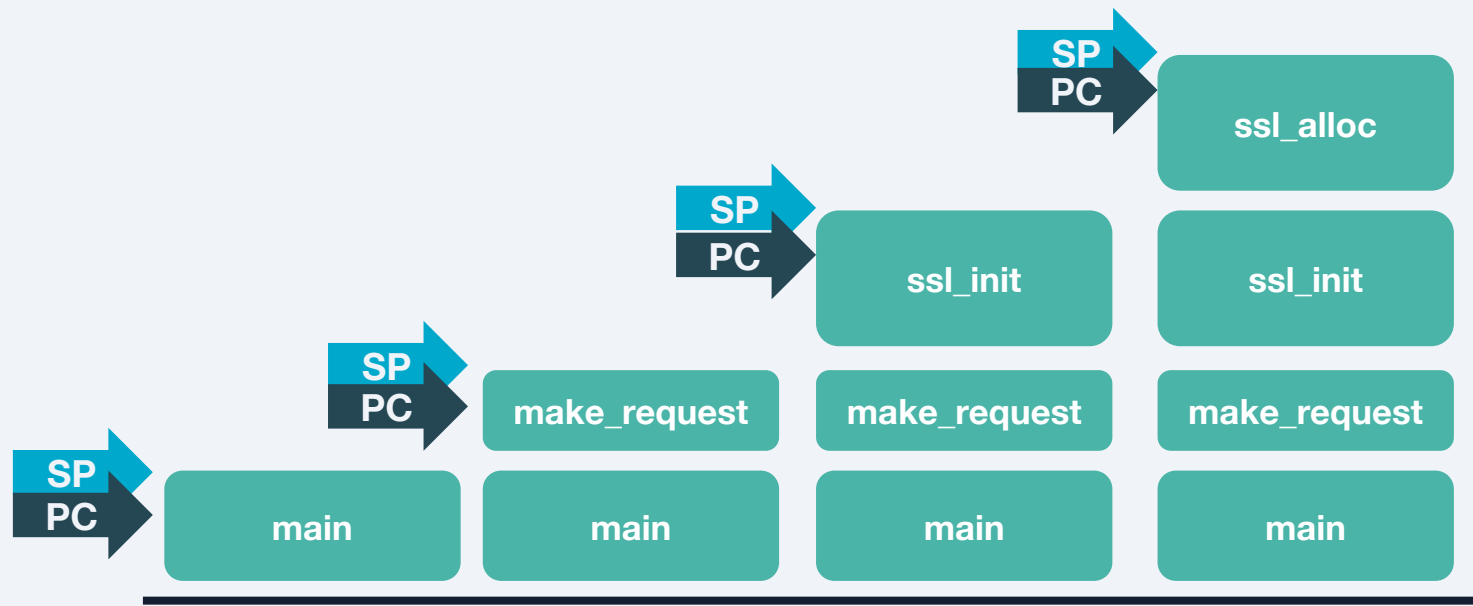 SP
PC
ssl_alloc
SP
PC
ssl_init
ssl_init
SP
PC
make_request
make_request
make_request
SP
PC
main
main
main
main